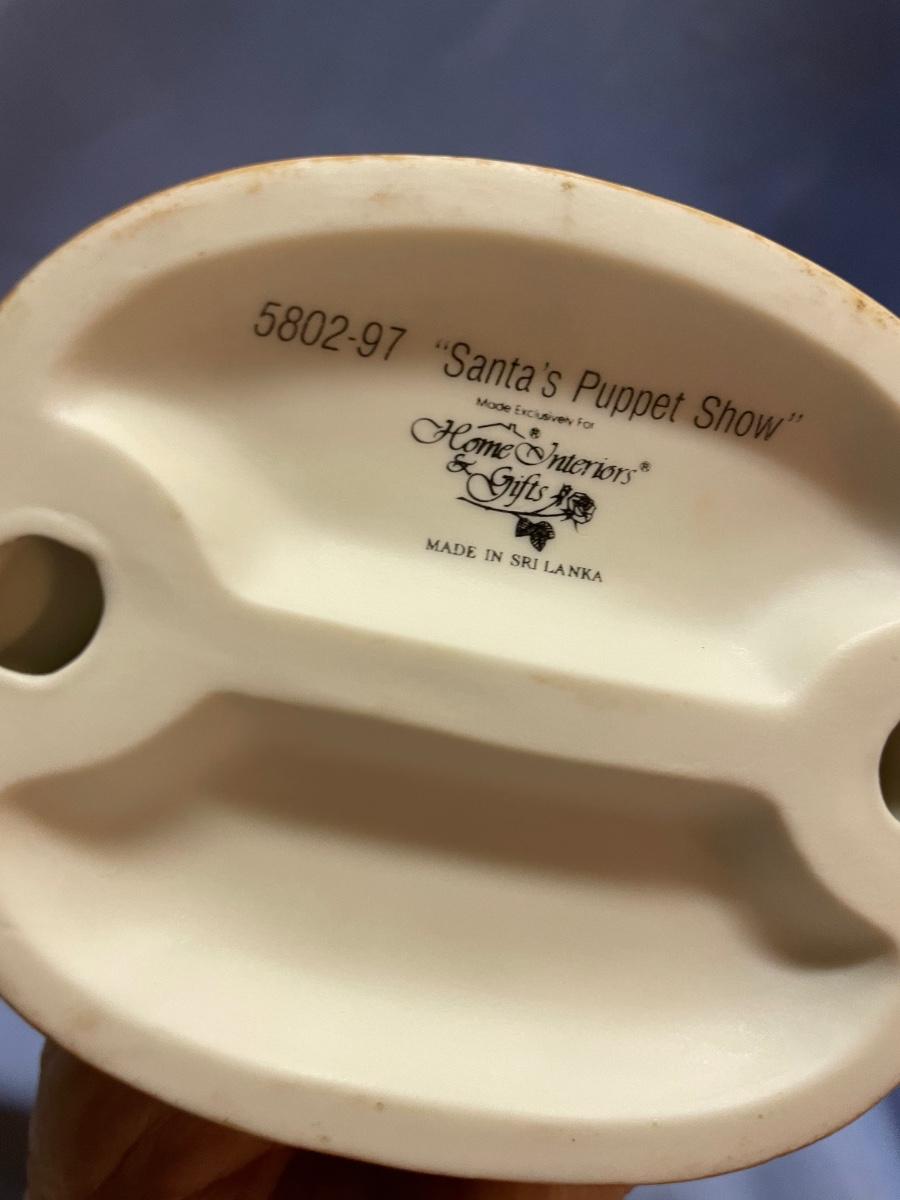 5802-97 “Santa's Puppet Show”
Made Exclusively For
Home Interiors®
& Gifts
MADE IN SRI LANKA